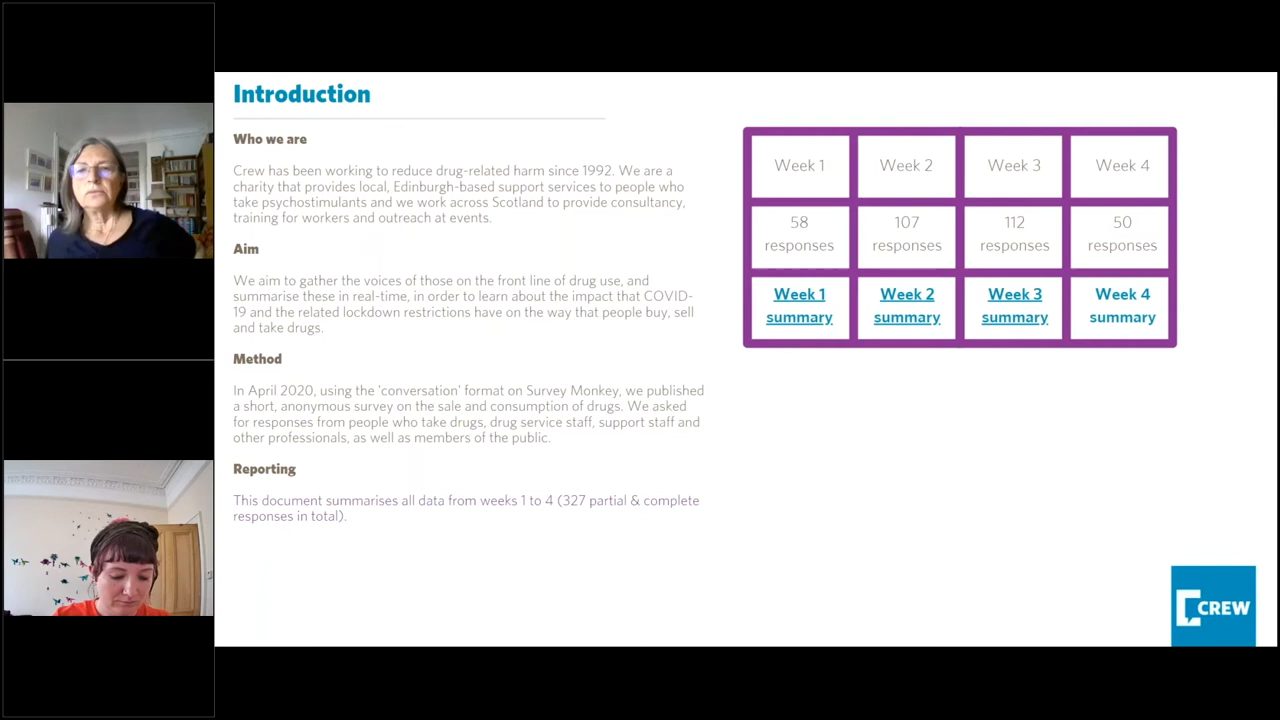 Introduction
Who we are
Crew has been working to reduce drug-related harm since 1992. We are a
charity that provides local, Edinburgh-based support services to people who
take psychostimulants and we work across Scotland to provide consultancy,
training for workers and outreach at events.
Aim
We aim to gather the voices of those on the front line of drug use, and
summarise these in real-time, in order to learn about the impact that COVID-
19 and the related lockdown restrictions have on the way that people buy, sell
and take drugs.
Method
In April 2020, using the 'conversation' format on Survey Monkey, we published
a short, anonymous survey on the sale and consumption of drugs. We asked
for responses from people who take drugs, drug service staff, support staff and
other professionals, as well as members of the public.
Reporting
This document summarises all data from weeks 1 to 4 (327 partial & complete
responses in total).
Week 1 Week 2 Week 3 Week 4
58 107 112 50
responses responses responses responses
Week 1 Week 2 Week 3 Week 4
summary summary summary summary
CREW